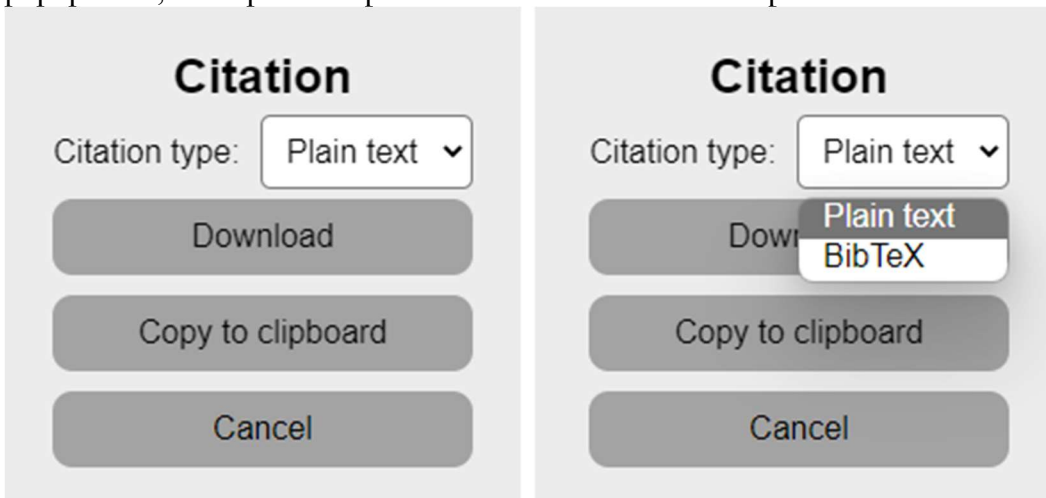 Citation
Citation type: Plain text
Download
Copy to clipboard
Cancel
Citation
Citation type: Plain text
Plain text
BibTeX
Copy to clipboard
Cancel